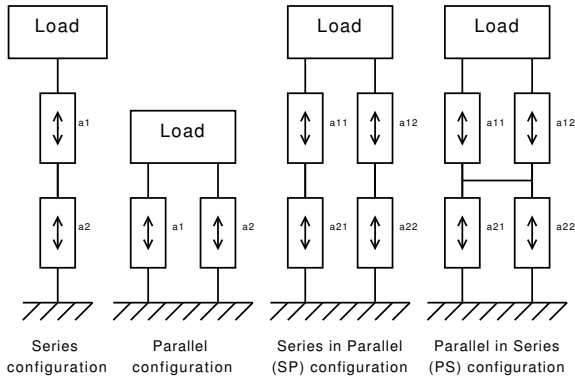 Load
a1
a2
Series
configuration
Load
a1
a2
Parallel
configuration
Load
a11
a12
a21
a22
Series in Parallel
(SP) configuration
Load
a11
a12
a21
a22
Parallel in Series
(PS) configuration